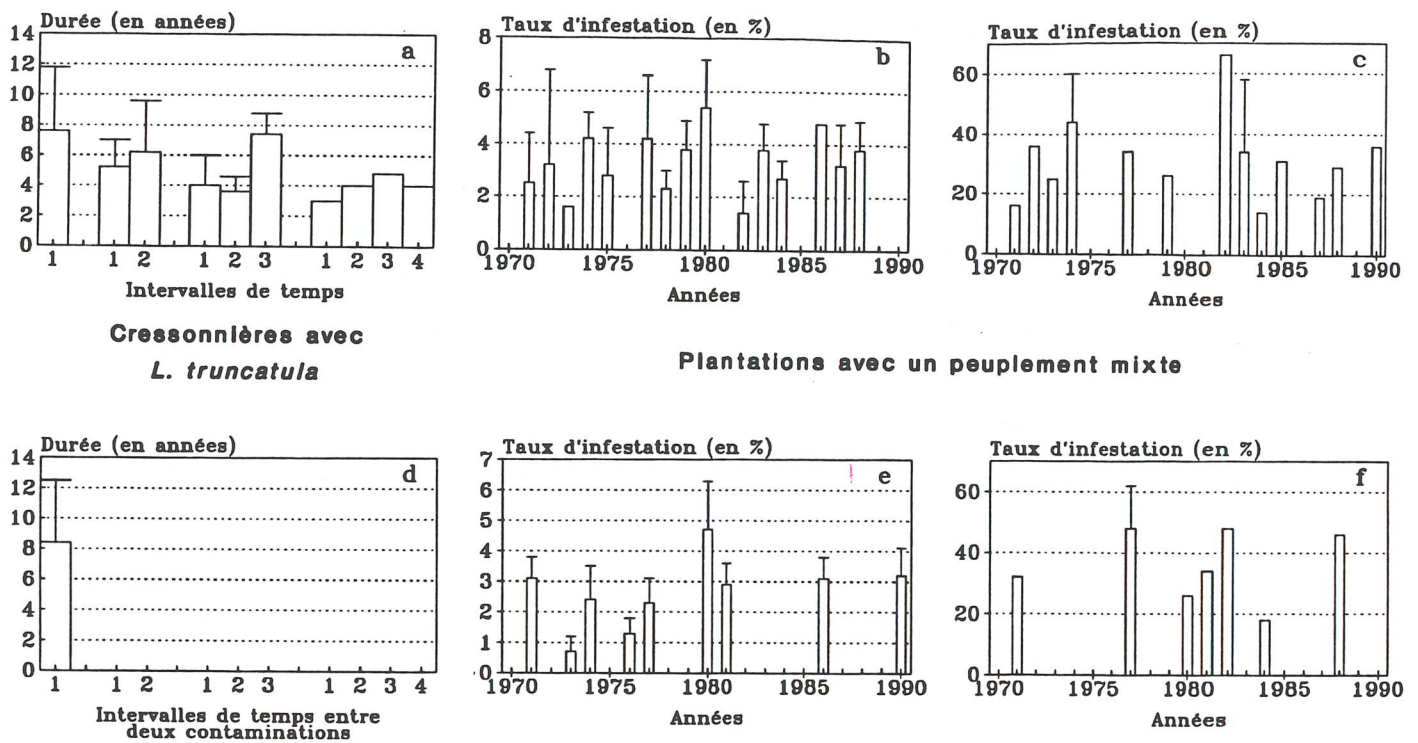 Durée (en années)
a
14
12
10
8
6
4
2
0
1 1 2 1 2 3 1 2 3 4
Intervalles de temps
Taux d'infestation (en %)
b
8
6
4
2
0
1970 1975 1980 1985 1990
Années
Taux d'infestation (en %)
c
60
40
20
0
1970 1975 1980 1985 1990
Années
Cressonnières avec
L. truncatula
Plantations avec un peuplement mixte
Durée (en années)
d
14
12
10
8
6
4
2
0
1 1 2 1 2 3 1 2 3 4
Intervalles de temps entre
deux contaminations
Taux d'infestation (en %)
e
7
6
5
4
3
2
1
0
1970 1975 1980 1985 1990
Années
Taux d'infestation (en %)
f
60
40
20
0
1970 1975 1980 1985 1990
Années